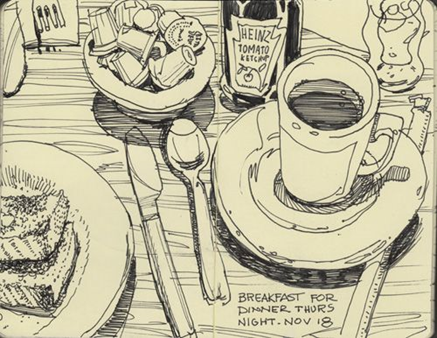 HEINZ
TOMATO
KETCHUP
BREAKFAST FOR
DINNER THURS
NIGHT. NOV 18